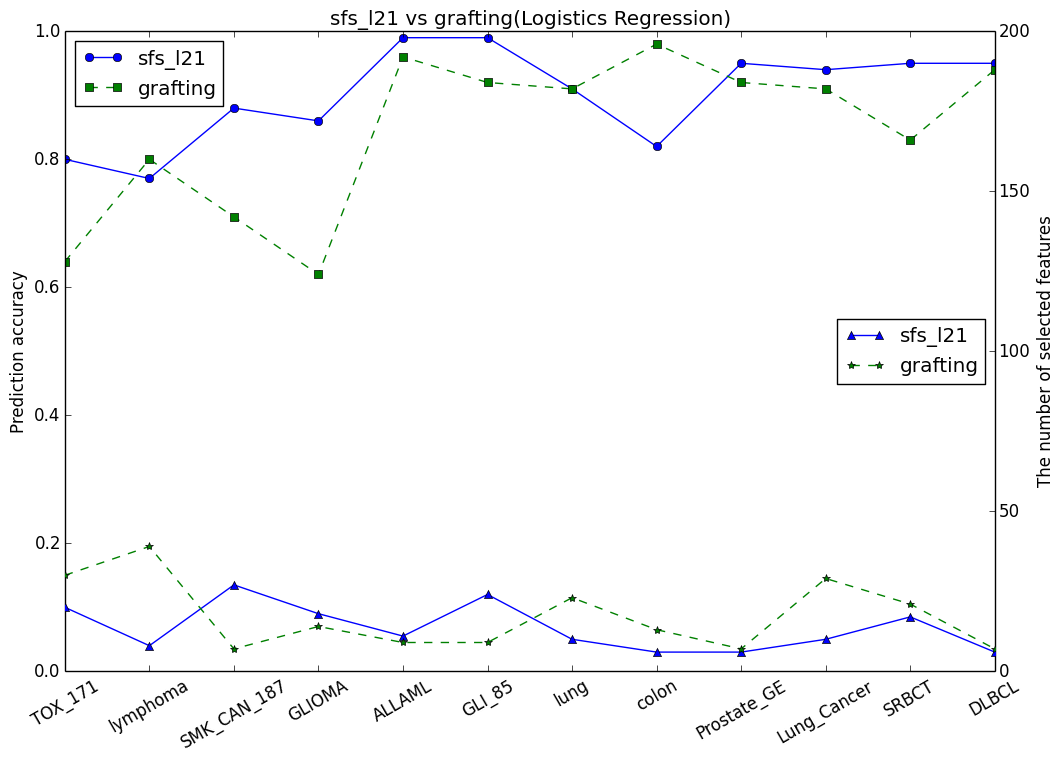 sfs_l21 vs grafting(Logistics Regression)
1.0
0.8
0.6
0.4
0.2
0.0
Prediction accuracy
sfs_l21
grafting
200
150
100
50
0
The number of selected features
sfs_l21
grafting
TOX_171
lymphoma
SMK_CAN_187
GLIOMA
ALLAML
GLI_85
lung
colon
Prostate_GE
Lung_Cancer
SRBCT
DLBCL